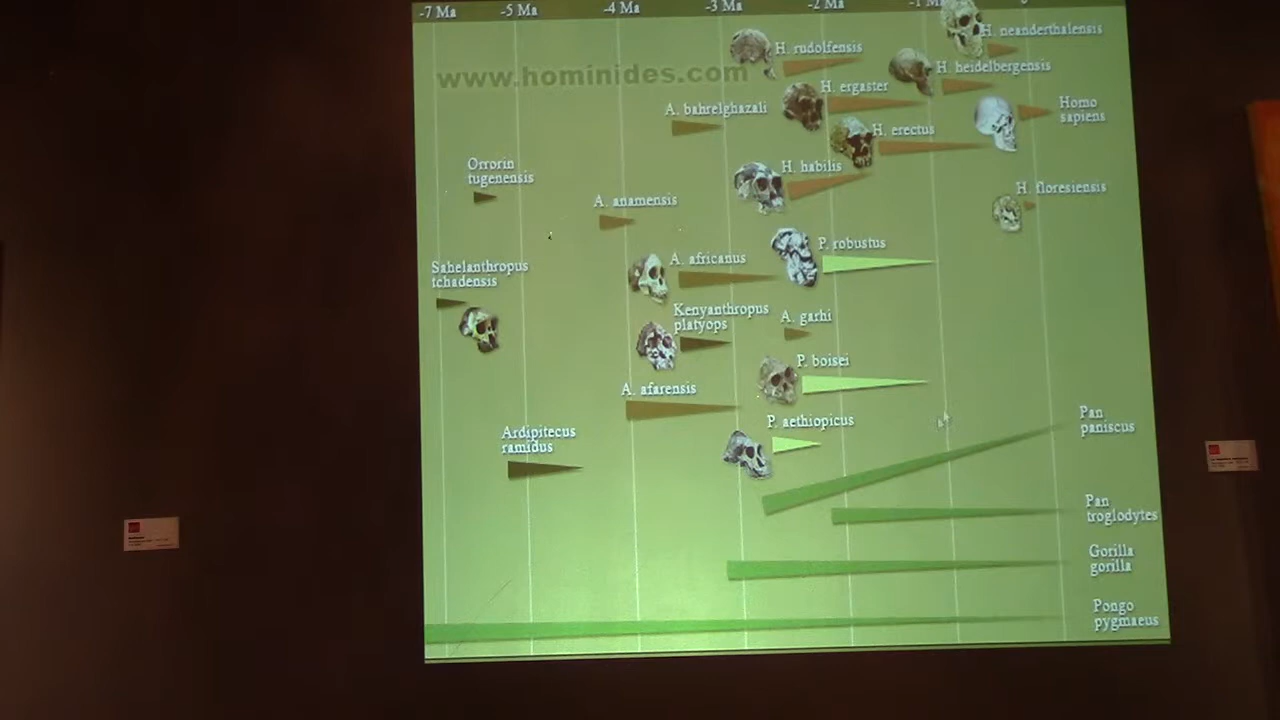 -7 Ma
-5 Ma
-4 Ma
-3 Ma
-2 Ma
H. neanderthalensis
H. rudolfensis
H. heidelbergensis
www.hominides.com
H. ergaster
A. bahrelghazali
Homo
sapiens
H. erectus
Orrorin
tugenensis
H. habilis
H. floresiensis
A. anamensis
P. robustus
A. africanus
Sahelanthropus
tchadensis
Kenyanthropus
platyops
A. garhi
P. boisei
A. afarensis
P. aethiopicus
Pan
paniscus
Ardipitecus
ramidus
Pan
troglodytes
Gorilla
gorilla
Pongo
pygmaeus